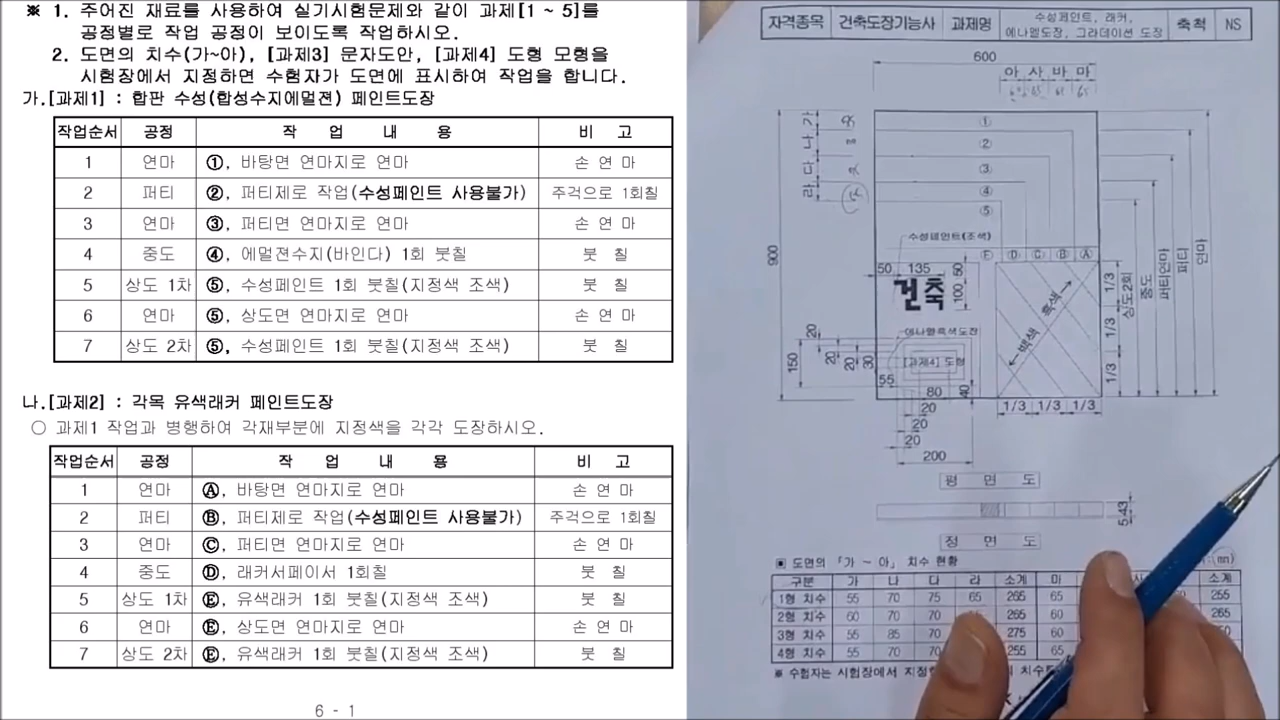 ※ 1. 주어진 재료를 사용하여 실기시험문제와 같이 과제[1 ~ 5]를
공정별로 작업 공정이 보이도록 작업하시오.
2. 도면의 치수(가~아), [과제3] 문자도안, [과제4] 도형 모형을
시험장에서 지정하면 수험자가 도면에 표시하여 작업을 합니다.
가.[과제1] : 합판 수성(합성수지에멀젼) 페인트도장
작업순서 공정 작 업 내 용 비 고
1 연마 ①, 바탕면 연마지로 연마 손 연 마
2 퍼티 ②, 퍼티제로 작업(수성페인트 사용불가) 주걱으로 1회칠
3 연마 ③, 퍼티면 연마지로 연마 손 연 마
4 중도 ④, 에멀젼수지(바인다) 1회 붓칠 붓 칠
5 상도 1차 ⑤, 수성페인트 1회 붓칠(지정색 조색) 붓 칠
6 연마 ⑤, 상도면 연마지로 연마 손 연 마
7 상도 2차 ⑤, 수성페인트 1회 붓칠(지정색 조색) 붓 칠
나.[과제2] : 각목 유색래커 페인트도장
○ 과제1 작업과 병행하여 각재부분에 지정색을 각각 도장하시오.
작업순서 공정 작 업 내 용 비 고
1 연마 Ⓐ, 바탕면 연마지로 연마 손 연 마
2 퍼티 Ⓑ, 퍼티제로 작업(수성페인트 사용불가) 주걱으로 1회칠
3 연마 Ⓒ, 퍼티면 연마지로 연마 손 연 마
4 중도 Ⓓ, 래커서페이서 1회칠 붓 칠
5 상도 1차 Ⓔ, 유색래커 1회 붓칠(지정색 조색) 붓 칠
6 연마 Ⓔ, 상도면 연마지로 연마 손 연 마
7 상도 2차 Ⓔ, 유색래커 1회 붓칠(지정색 조색) 붓 칠
6 - 1
자격종목 건축도장기능사 과제명 수성페인트, 래커, 에나멜도장, 그라데이션 도장 축척 NS
600
아 사 바 마
가
나
다
라
①
②
③
④
⑤
수성페인트(조색)
Ⓔ Ⓓ Ⓒ Ⓑ Ⓐ
50 135 50
건축
100
900
흑색
백색
1/3
1/3
1/3
상도2회
중도
퍼티연마
퍼티
연마
에나멜흑색도장
[과제4] 도형
20
150
20
20
30
55
80
40
20
20
20
200
1/3 1/3 1/3
평 면 도
5.43
정 면 도
▣ 도면의 「가 ~ 아」 치수 현황
(mm)
구분 가 나 다 라 소계 마 소계
1형 치수 55 70 75 65 265 65 255
2형 치수 60 70 70 265 60 265
3형 치수 55 85 70 275 60
4형 치수 55 70 70 255 65
※ 수험자는 시험장에서